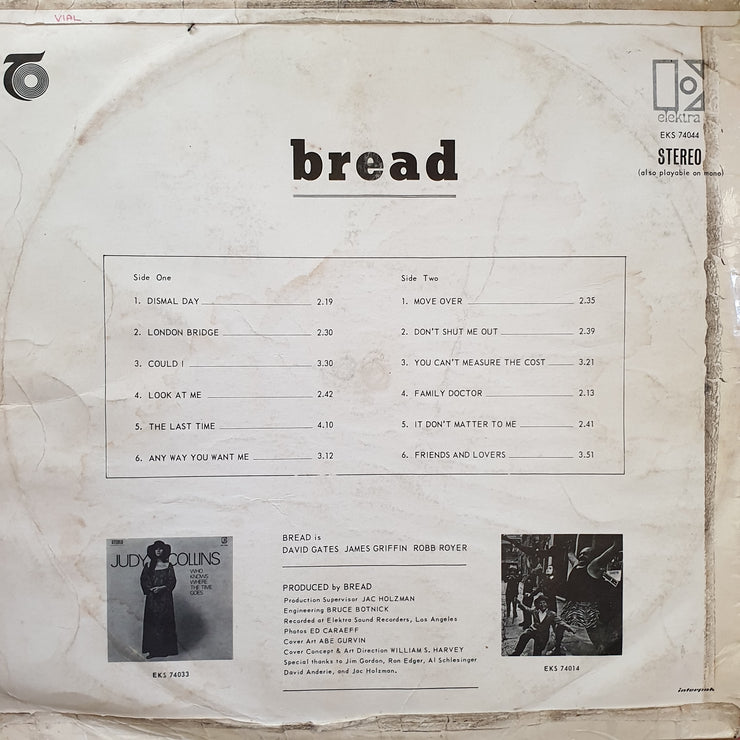 VIAL
elektra
EKS 74044
STEREO
(also playable on mono)
bread
Side One
1. DISMAL DAY 2.19
2. LONDON BRIDGE 2.30
3. COULD I 3.30
4. LOOK AT ME 2.42
5. THE LAST TIME 4.10
6. ANY WAY YOU WANT ME 3.12
Side Two
1. MOVE OVER 2.35
2. DON'T SHUT ME OUT 2.39
3. YOU CAN'T MEASURE THE COST 3.21
4. FAMILY DOCTOR 2.13
5. IT DON'T MATTER TO ME 2.41
6. FRIENDS AND LOVERS 3.51
STEREO
JUDY COLLINS
WHO
KNOWS
WHERE
THE TIME
GOES
EKS 74033
BREAD is
DAVID GATES JAMES GRIFFIN ROBB ROYER
PRODUCED by BREAD
Production Supervisor JAC HOLZMAN
Engineering BRUCE BOTNICK
Recorded at Elektra Sound Recorders, Los Angeles
Photos ED CARAEFF
Cover Art ABE GURVIN
Cover Concept & Art Direction WILLIAM S. HARVEY
Special thanks to Jim Gordon, Ron Edger, Al Schlesinger
David Anderle, and Jac Holzman.
EKS 74014
interpak